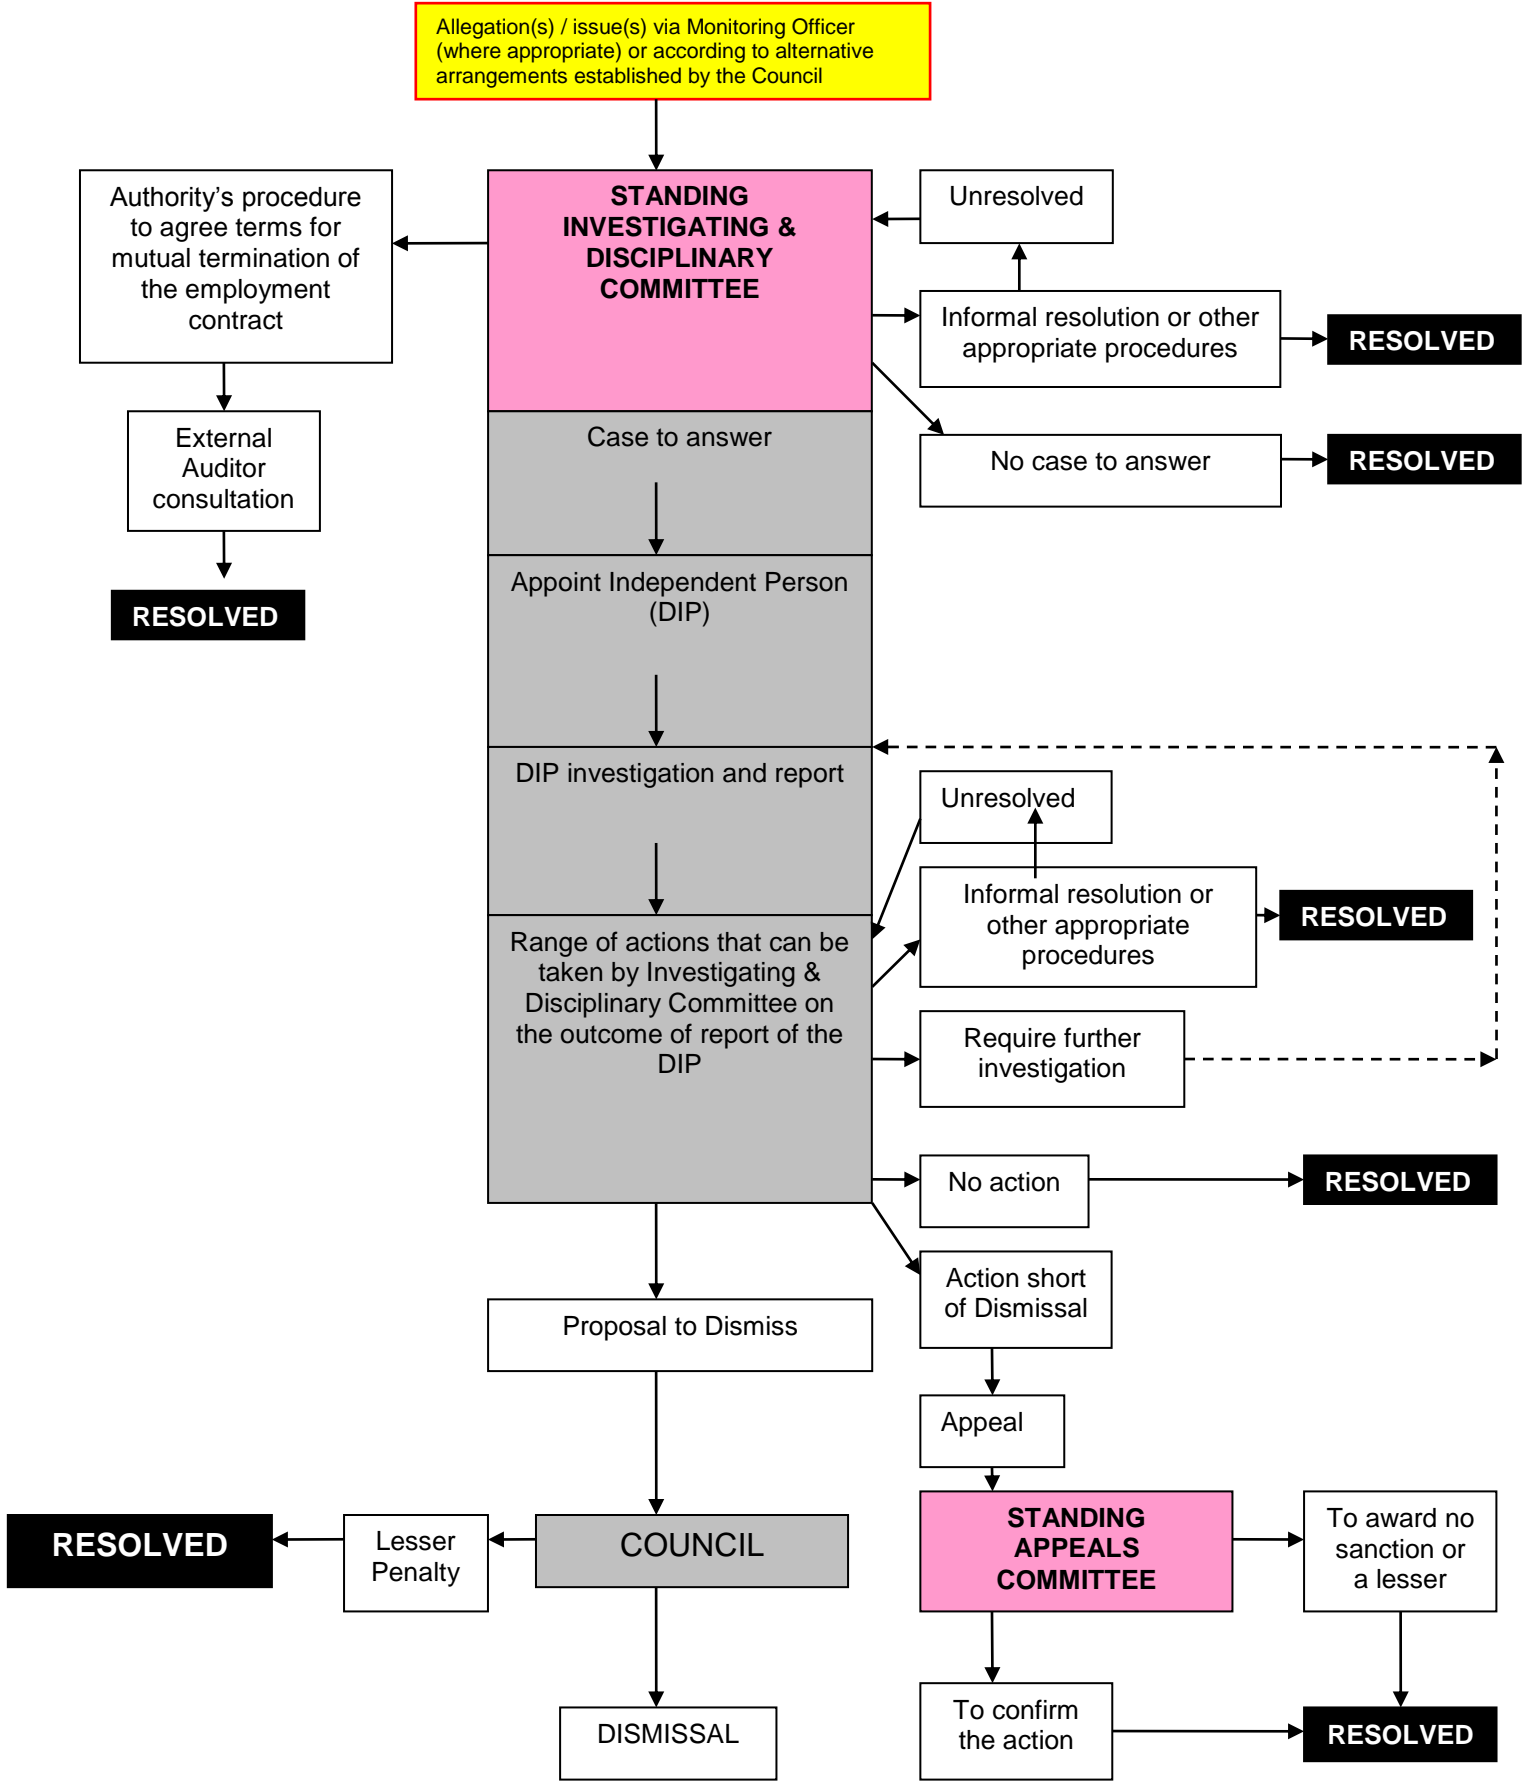 Allegation(s) / issue(s) via Monitoring Officer
(where appropriate) or according to alternative
arrangements established by the Council
Authority's procedure
to agree terms for
mutual termination of
the employment
contract
STANDING
INVESTIGATING &
DISCIPLINARY
COMMITTEE
Unresolved
Informal resolution or other
appropriate procedures
RESOLVED
External
Auditor
consultation
Case to answer
No case to answer
RESOLVED
RESOLVED
Appoint Independent Person
(DIP)
DIP investigation and report
Unresolved
Informal resolution or
other appropriate
procedures
RESOLVED
Range of actions that can be
taken by Investigating &
Disciplinary Committee on
the outcome of report of the
DIP
Require further
investigation
No action
RESOLVED
Action short
of Dismissal
Proposal to Dismiss
Appeal
RESOLVED
Lesser
Penalty
COUNCIL
STANDING
APPEALS
COMMITTEE
To award no
sanction or
a lesser
DISMISSAL
To confirm
the action
RESOLVED